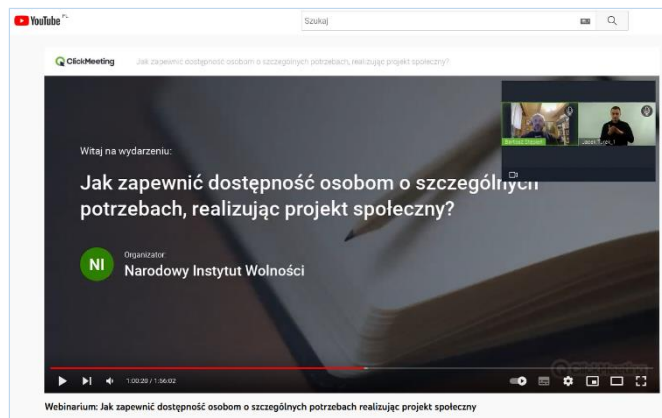 YouTube PL
Szukaj
ClickMeeting
Jak zapewnić dostępność osobom o szczególnych potrzebach, realizując projekt społeczny?
Witaj na wydarzeniu:
Jak zapewnić dostępność osobom o szczególnych
potrzebach, realizując projekt społeczny?
NI
Organizator
Narodowy Instytut Wolności
1:00:20 / 1:56:02
ClickMeeting
Webinarium: Jak zapewnić dostępność osobom o szczególnych potrzebach realizując projekt społeczny